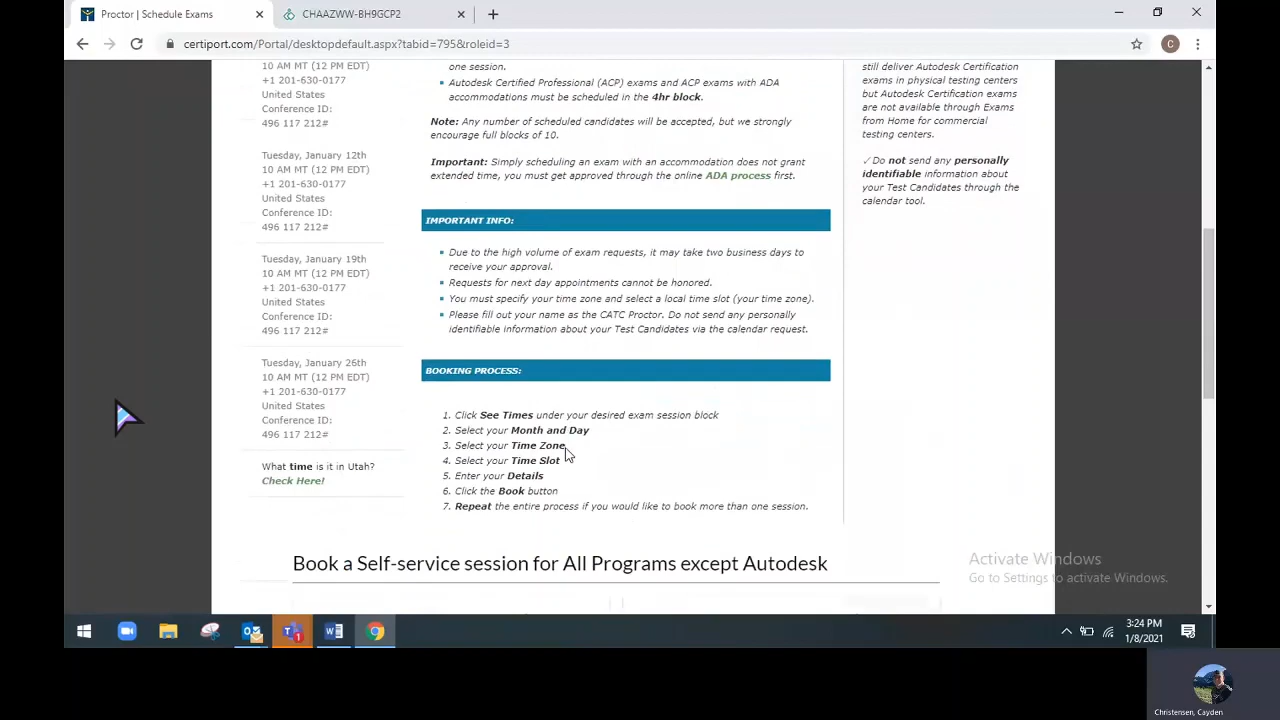 Proctor | Schedule Exams
CHAAZWW-BH9GCP2
certiport.com/Portal/desktopdefault.aspx?tabid=795&roleid=3
10 AM MT (12 PM EDT)
+1 201-630-0177
United States
Conference ID:
496 117 212#
Tuesday, January 12th
10 AM MT (12 PM EDT)
+1 201-630-0177
United States
Conference ID:
496 117 212#
Tuesday, January 19th
10 AM MT (12 PM EDT)
+1 201-630-0177
United States
Conference ID:
496 117 212#
Tuesday, January 26th
10 AM MT (12 PM EDT)
+1 201-630-0177
United States
Conference ID:
496 117 212#
What time is it in Utah?
Check Here!
one session.
Autodesk Certified Professional (ACP) exams and ACP exams with ADA
accommodations must be scheduled in the 4hr block.
Note: Any number of scheduled candidates will be accepted, but we strongly
encourage full blocks of 10.
Important: Simply scheduling an exam with an accommodation does not grant
extended time, you must get approved through the online ADA process first.
IMPORTANT INFO:
Due to the high volume of exam requests, it may take two business days to
receive your approval.
Requests for next day appointments cannot be honored.
You must specify your time zone and select a local time slot (your time zone).
Please fill out your name as the CATC Proctor. Do not send any personally
identifiable information about your Test Candidates via the calendar request.
BOOKING PROCESS:
1. Click See Times under your desired exam session block
2. Select your Month and Day
3. Select your Time Zone
4. Select your Time Slot
5. Enter your Details
6. Click the Book button
7. Repeat the entire process if you would like to book more than one session.
still deliver Autodesk Certification
exams in physical testing centers
but Autodesk Certification exams
are not available through Exams
from Home for commercial
testing centers.
✓Do not send any personally
identifiable information about
your Test Candidates through the
calendar tool.
Book a Self-service session for All Programs except Autodesk
Activate Windows
Go to Settings to activate Windows.
3:24 PM
1/8/2021
Christensen, Cayden